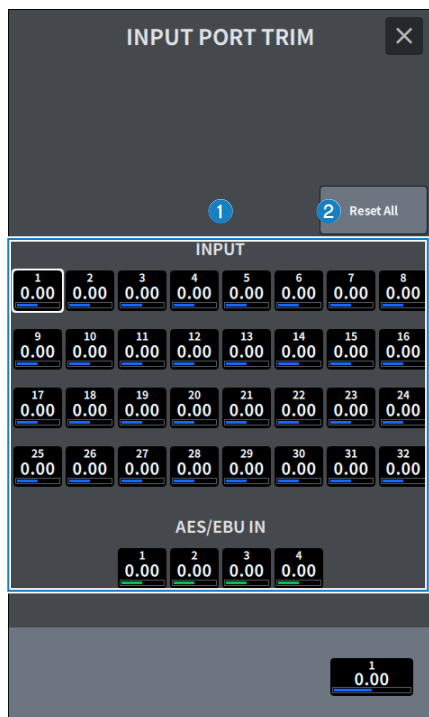 INPUT PORT TRIM
1
2 Reset All
INPUT
1 2 3 4 5 6 7 8
0.00 0.00 0.00 0.00 0.00 0.00 0.00 0.00
9 10 11 12 13 14 15 16
0.00 0.00 0.00 0.00 0.00 0.00 0.00 0.00
17 18 19 20 21 22 23 24
0.00 0.00 0.00 0.00 0.00 0.00 0.00 0.00
25 26 27 28 29 30 31 32
0.00 0.00 0.00 0.00 0.00 0.00 0.00 0.00
AES/EBU IN
1 2 3 4
0.00 0.00 0.00 0.00
1
0.00